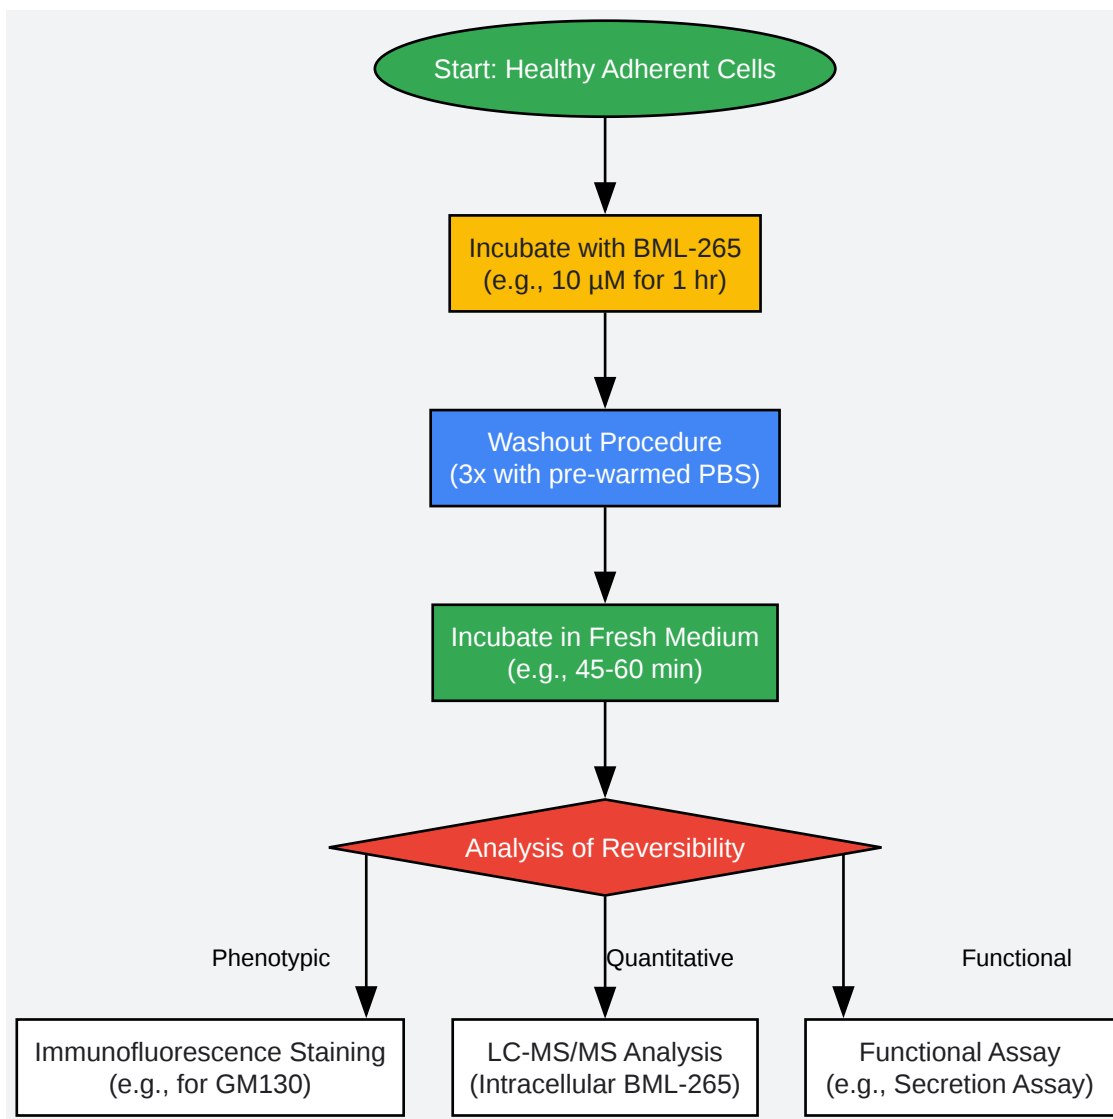 Start: Healthy Adherent Cells
Incubate with BML-265
(e.g., 10 µM for 1 hr)
Washout Procedure
(3x with pre-warmed PBS)
Incubate in Fresh Medium
(e.g., 45-60 min)
Analysis of Reversibility
Phenotypic
Quantitative
Functional
Immunofluorescence Staining
(e.g., for GM130)
LC-MS/MS Analysis
(Intracellular BML-265)
Functional Assay
(e.g., Secretion Assay)